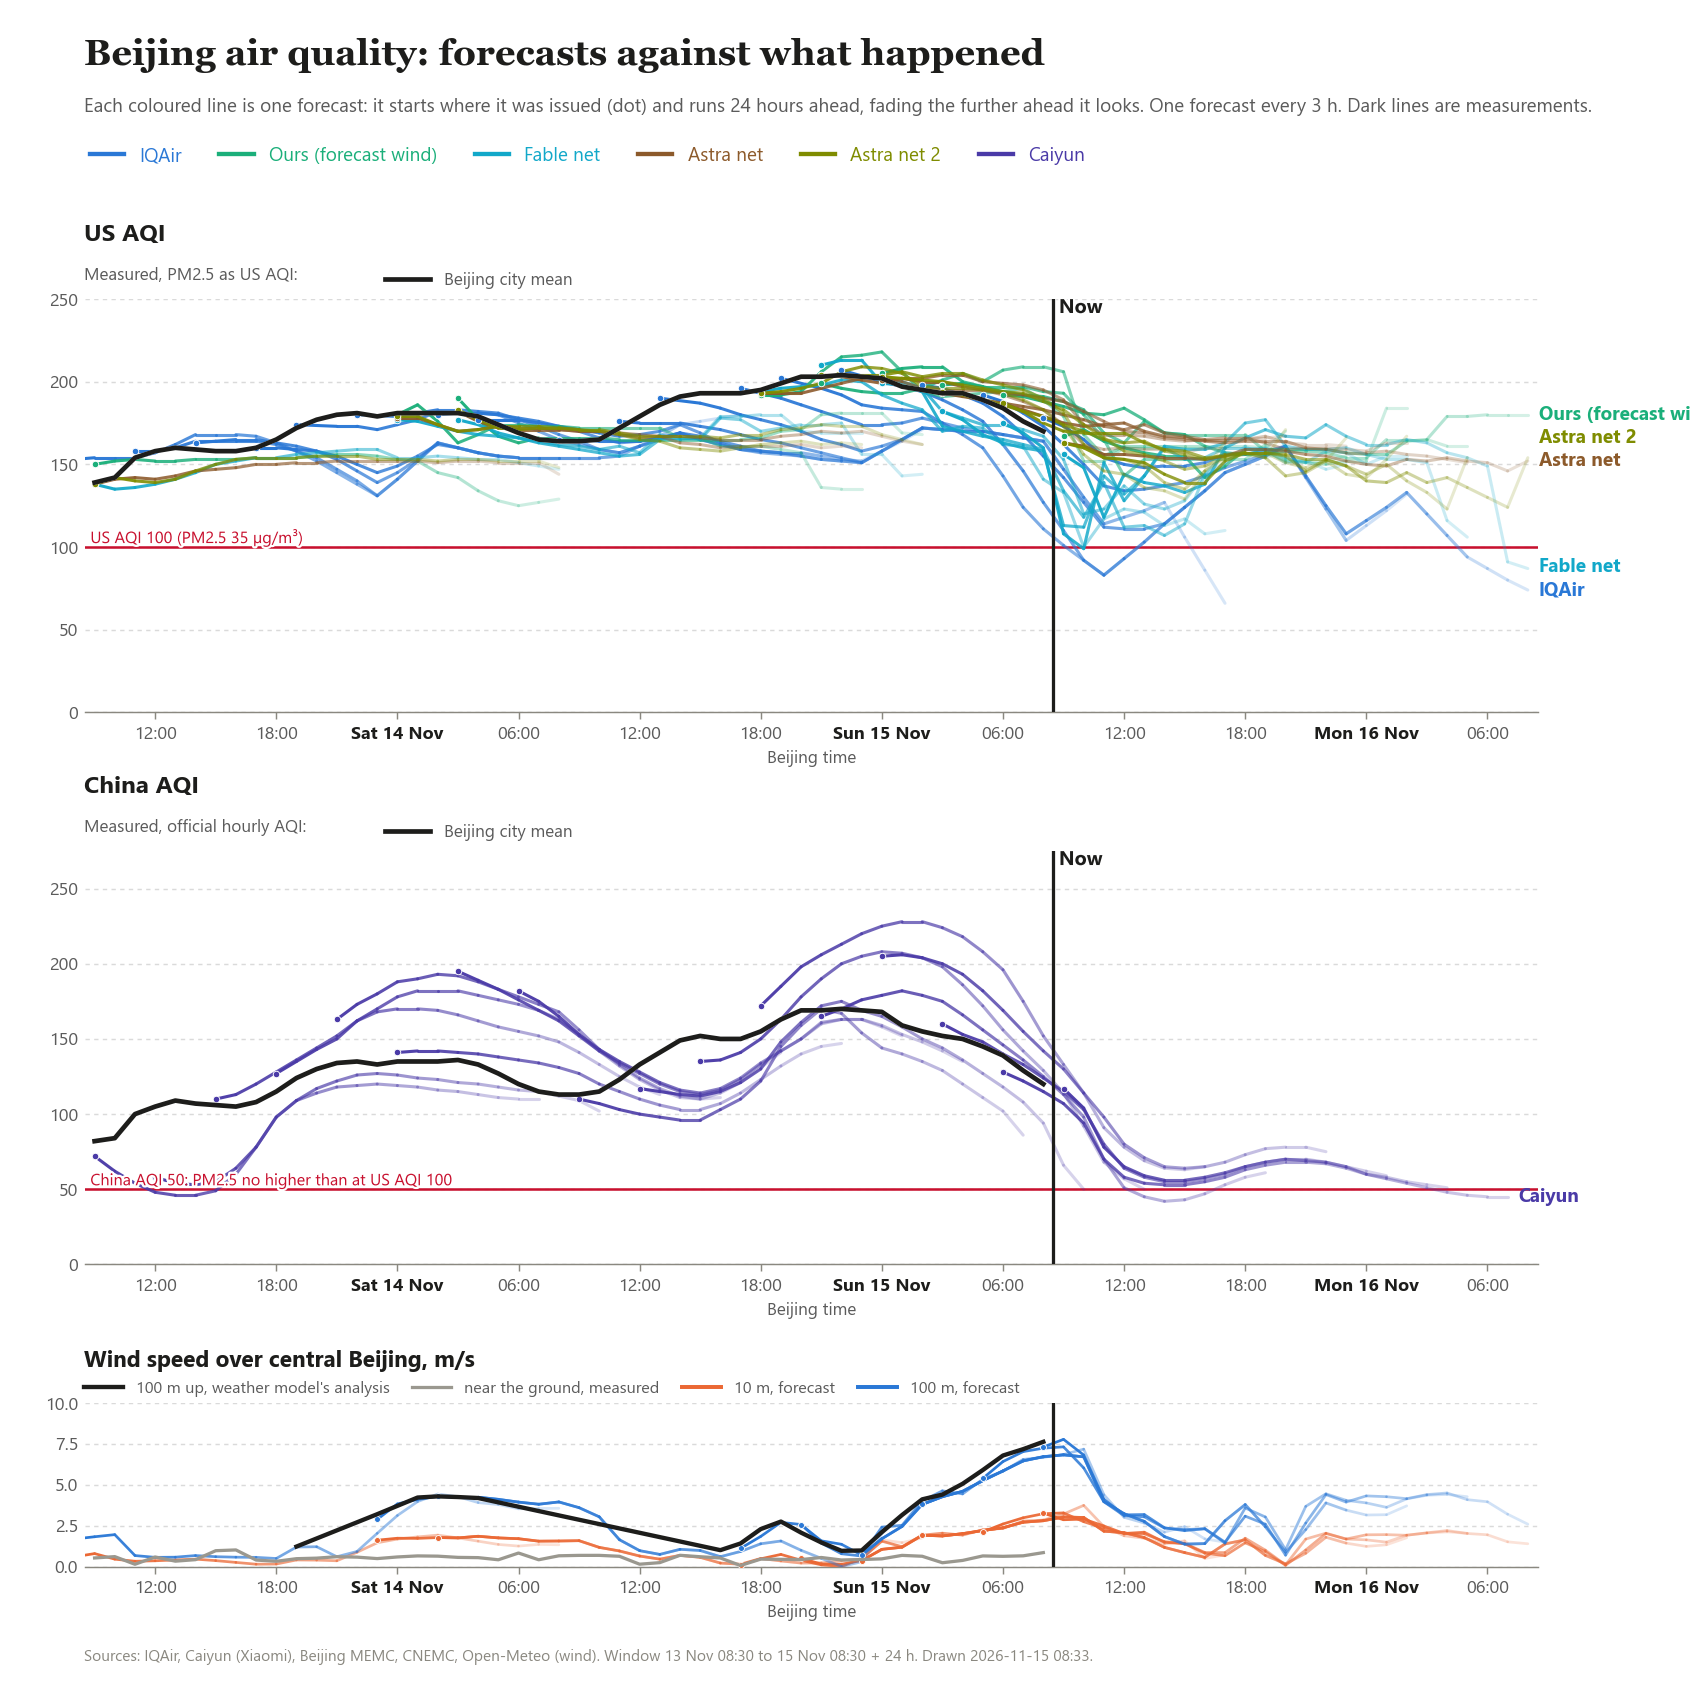 Beijing air quality: forecasts against what happened
Each coloured line is one forecast: it starts where it was issued (dot) and runs 24 hours ahead, fading the further ahead it looks. One forecast every 3 h. Dark lines are measurements.
IQAir Ours (forecast wind) Fable net Astra net Astra net 2 Caiyun
US AQI
Measured, PM2.5 as US AQI: Beijing city mean
250
Now
200
Ours (forecast wi
Astra net 2
150
Astra net
US AQI 100 (PM2.5 35 µg/m³)
100
Fable net
IQAir
50
0
12:00 18:00 Sat 14 Nov 06:00 12:00 18:00 Sun 15 Nov 06:00 12:00 18:00 Mon 16 Nov 06:00
Beijing time
China AQI
Measured, official hourly AQI: Beijing city mean
Now
250
200
150
100
China AQI 50: PM2.5 no higher than at US AQI 100
50
Caiyun
0
12:00 18:00 Sat 14 Nov 06:00 12:00 18:00 Sun 15 Nov 06:00 12:00 18:00 Mon 16 Nov 06:00
Beijing time
Wind speed over central Beijing, m/s
100 m up, weather model's analysis near the ground, measured 10 m, forecast 100 m, forecast
10.0
7.5
5.0
2.5
0.0
12:00 18:00 Sat 14 Nov 06:00 12:00 18:00 Sun 15 Nov 06:00 12:00 18:00 Mon 16 Nov 06:00
Beijing time
Sources: IQAir, Caiyun (Xiaomi), Beijing MEMC, CNEMC, Open-Meteo (wind). Window 13 Nov 08:30 to 15 Nov 08:30 + 24 h. Drawn 2026-11-15 08:33.